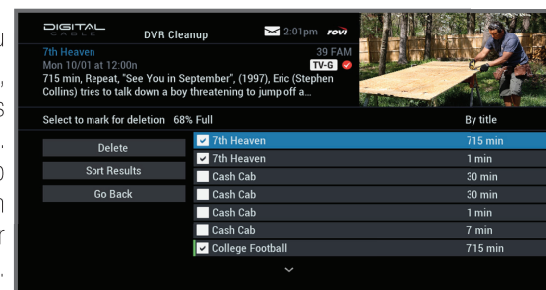 DIGITAL
CABLE
DVR Cleanup
2:01pm rovi
7th Heaven
39 FAM
Mon 10/01 at 12:00n
TV-G
715 min, Repeat, "See You in September", (1997), Eric (Stephen
Collins) tries to talk down a boy threatening to jump off a...
Select to mark for deletion 68% Full
By title
Delete
Sort Results
Go Back
7th Heaven 715 min
7th Heaven 1 min
Cash Cab 30 min
Cash Cab 30 min
Cash Cab 1 min
Cash Cab 7 min
College Football 715 min